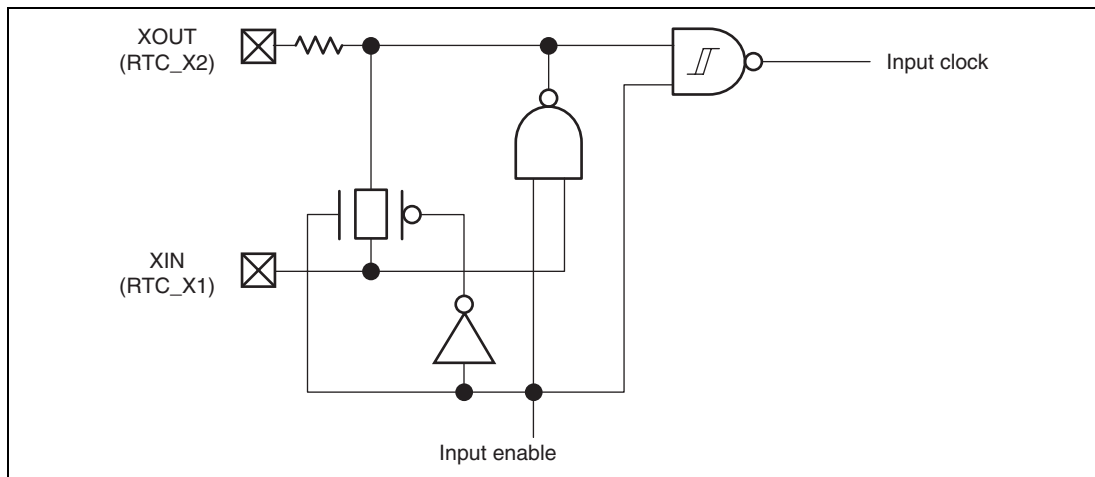 XOUT
(RTC_X2)
Input clock
XIN
(RTC_X1)
Input enable